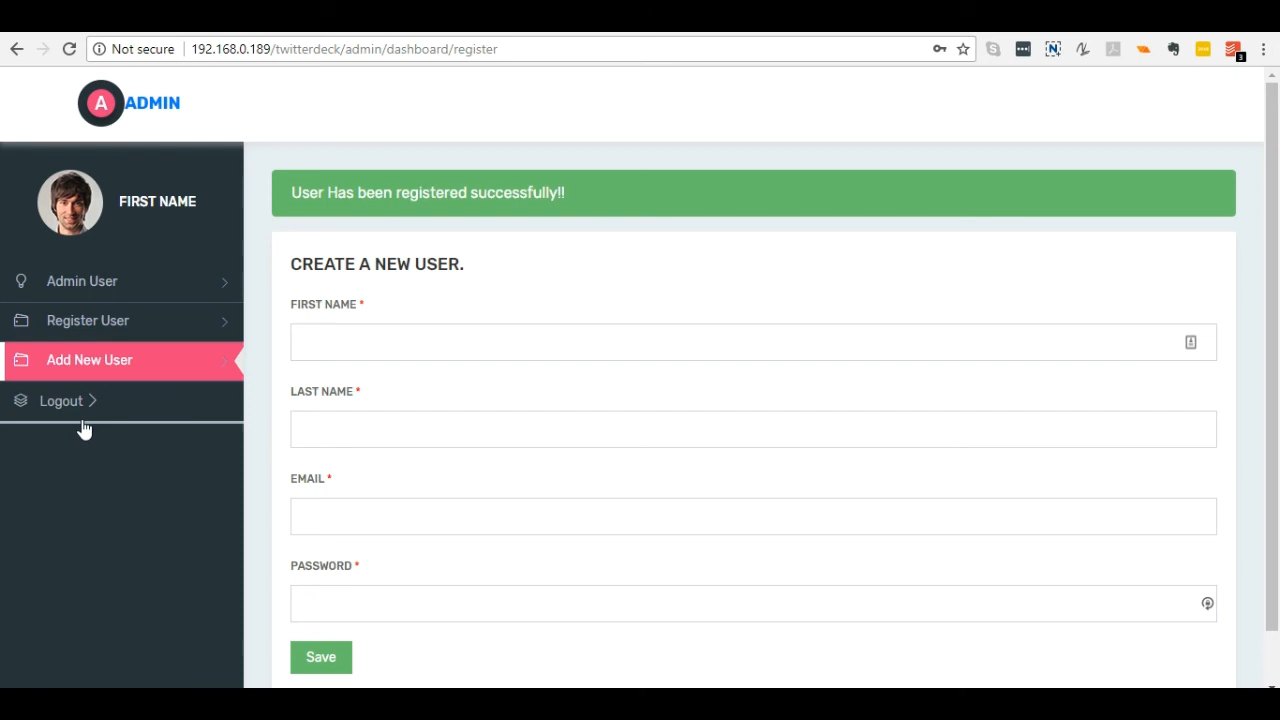 Not secure
192.168.0.189/twitterdeck/admin/dashboard/register
3
A ADMIN
FIRST NAME
Admin User
Register User
Add New User
Logout
User Has been registered successfully!!
CREATE A NEW USER.
FIRST NAME *
LAST NAME *
EMAIL *
PASSWORD *
Save